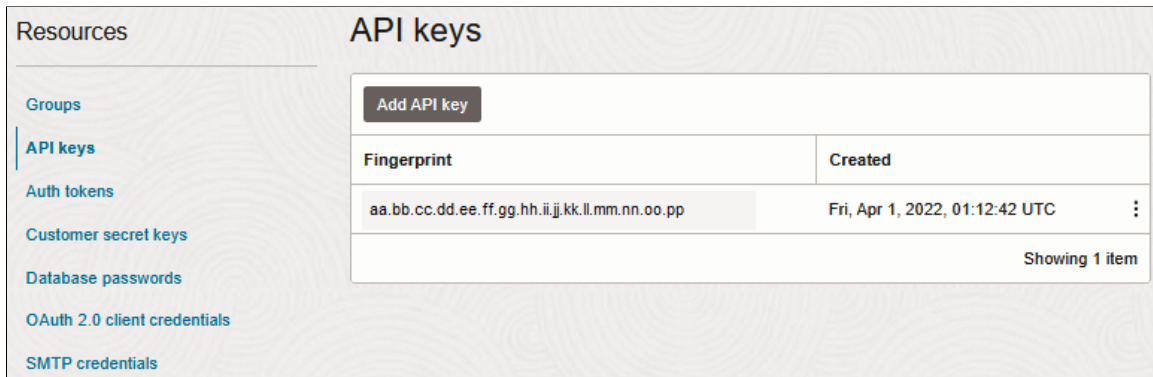 Resources
Groups
API keys
Auth tokens
Customer secret keys
Database passwords
OAuth 2.0 client credentials
SMTP credentials
API keys
Add API key
Fingerprint Created
aa.bb.cc.dd.ee.ff.gg.hh.ii.jj.kk.ll.mm.nn.oo.pp Fri, Apr 1, 2022, 01:12:42 UTC
Showing 1 item